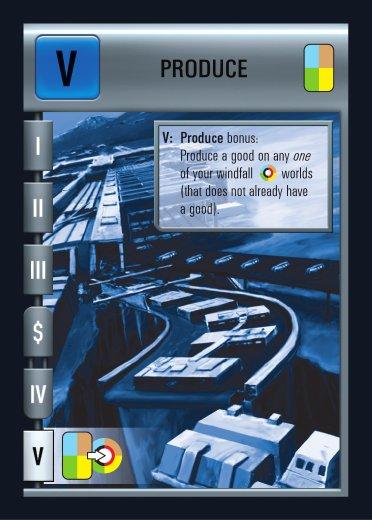 V
PRODUCE
V: Produce bonus:
Produce a good on any one
of your windfall worlds
(that does not already have
a good).
I
II
III
$
IV
V